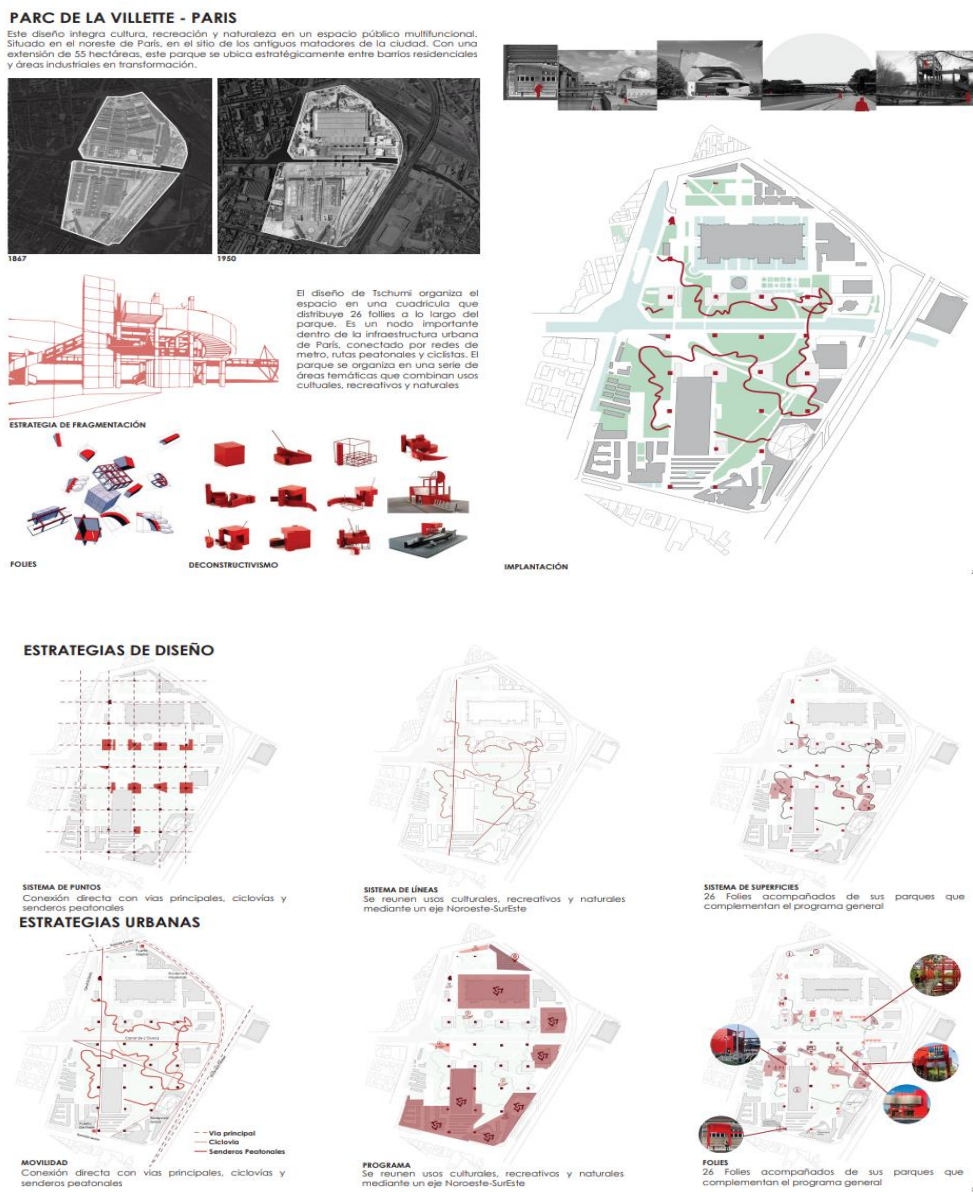 PARC DE LA VILLETTE - PARIS
Este diseño integra cultura, recreación y naturaleza en un espacio público multifuncional.
Situado en el noreste de París, en el sitio de los antiguos matadores de la ciudad. Con una
extensión de 55 hectáreas, este parque se ubica estratégicamente entre barrios residenciales
y áreas industriales en transformación.
1867
1950
El diseño de Tschumi organiza el
espacio en una cuadrícula que
distribuye 26 follies a lo largo del
parque. Es un nodo importante
dentro de la infraestructura urbana
de París, conectado por redes de
metro, rutas peatonales y ciclistas. El
parque se organiza en una serie de
áreas temáticas que combinan usos
cultuales, recreativos y naturales
ESTRATEGIA DE FRAGMENTACIÓN
FOLIES
DECONSTRUCTIVISMO
IMPLANTACIÓN
ESTRATEGIAS DE DISEÑO
SISTEMA DE PUNTOS
Conexión directa con vias principales, ciclovías y
senderos peatonales
SISTEMA DE LÍNEAS
Se reunen usos culturales, recreativos y naturales
mediante un eje Noroeste-SurEste
SISTEMA DE SUPERFICIES
26 Folies acompañados de sus parques que
complementan el programa general
ESTRATEGIAS URBANAS
Via principal
Ciclovia
Senderos Peatonales
MOVILIDAD
Conexión directa con vias principales, ciclovías y
senderos peatonales
PROGRAMA
Se reunen usos culturales, recreativos y naturales
mediante un eje Noroeste-SurEste
FOLIES
26 Folies acompañados de sus parques que
complementan el programa general